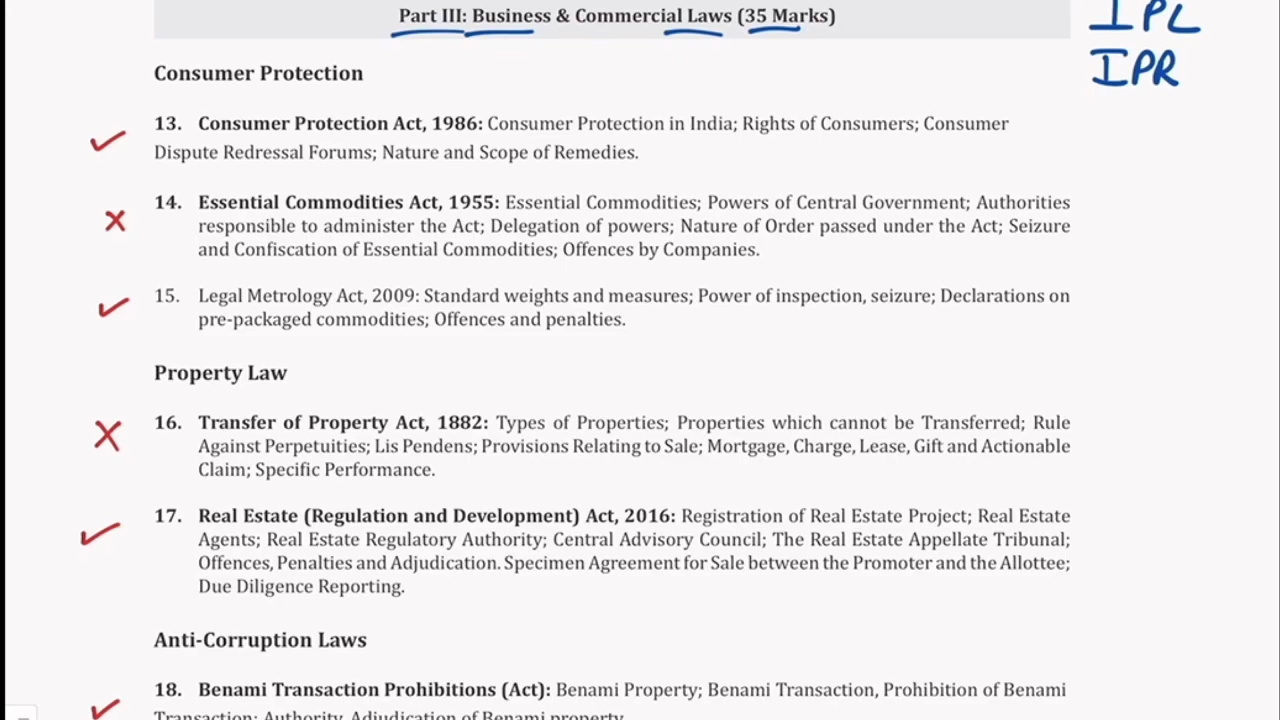 Part III: Business & Commercial Laws (35 Marks)
IPL
IPR
Consumer Protection
13. Consumer Protection Act, 1986: Consumer Protection in India; Rights of Consumers; Consumer
Dispute Redressal Forums; Nature and Scope of Remedies.
14. Essential Commodities Act, 1955: Essential Commodities; Powers of Central Government; Authorities
responsible to administer the Act; Delegation of powers; Nature of Order passed under the Act; Seizure
and Confiscation of Essential Commodities; Offences by Companies.
15. Legal Metrology Act, 2009: Standard weights and measures; Power of inspection, seizure; Declarations on
pre-packaged commodities; Offences and penalties.
Property Law
16. Transfer of Property Act, 1882: Types of Properties; Properties which cannot be Transferred; Rule
Against Perpetuities; Lis Pendens; Provisions Relating to Sale; Mortgage, Charge, Lease, Gift and Actionable
Claim; Specific Performance.
17. Real Estate (Regulation and Development) Act, 2016: Registration of Real Estate Project; Real Estate
Agents; Real Estate Regulatory Authority; Central Advisory Council; The Real Estate Appellate Tribunal;
Offences, Penalties and Adjudication. Specimen Agreement for Sale between the Promoter and the Allottee;
Due Diligence Reporting.
Anti-Corruption Laws
18. Benami Transaction Prohibitions (Act): Benami Property; Benami Transaction, Prohibition of Benami
Transaction; Authority, Adjudication of Benami property.